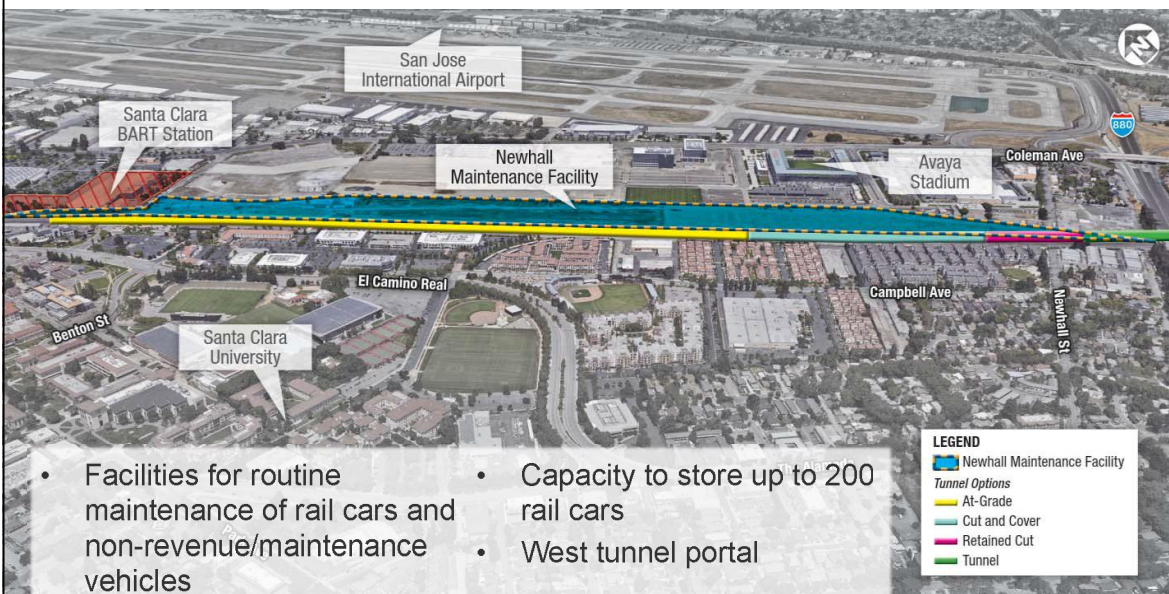 San Jose
International Airport
Santa Clara
BART Station
880
Newhall
Maintenance Facility
Avaya
Stadium
Coleman Ave
El Camino Real
Campbell Ave
Benton St
Newhall St
Santa Clara
University
The Alameda
• Facilities for routine
maintenance of rail cars and
non-revenue/maintenance
vehicles
• Capacity to store up to 200
rail cars
• West tunnel portal
LEGEND
Newhall Maintenance Facility
Tunnel Options
At-Grade
Cut and Cover
Retained Cut
Tunnel